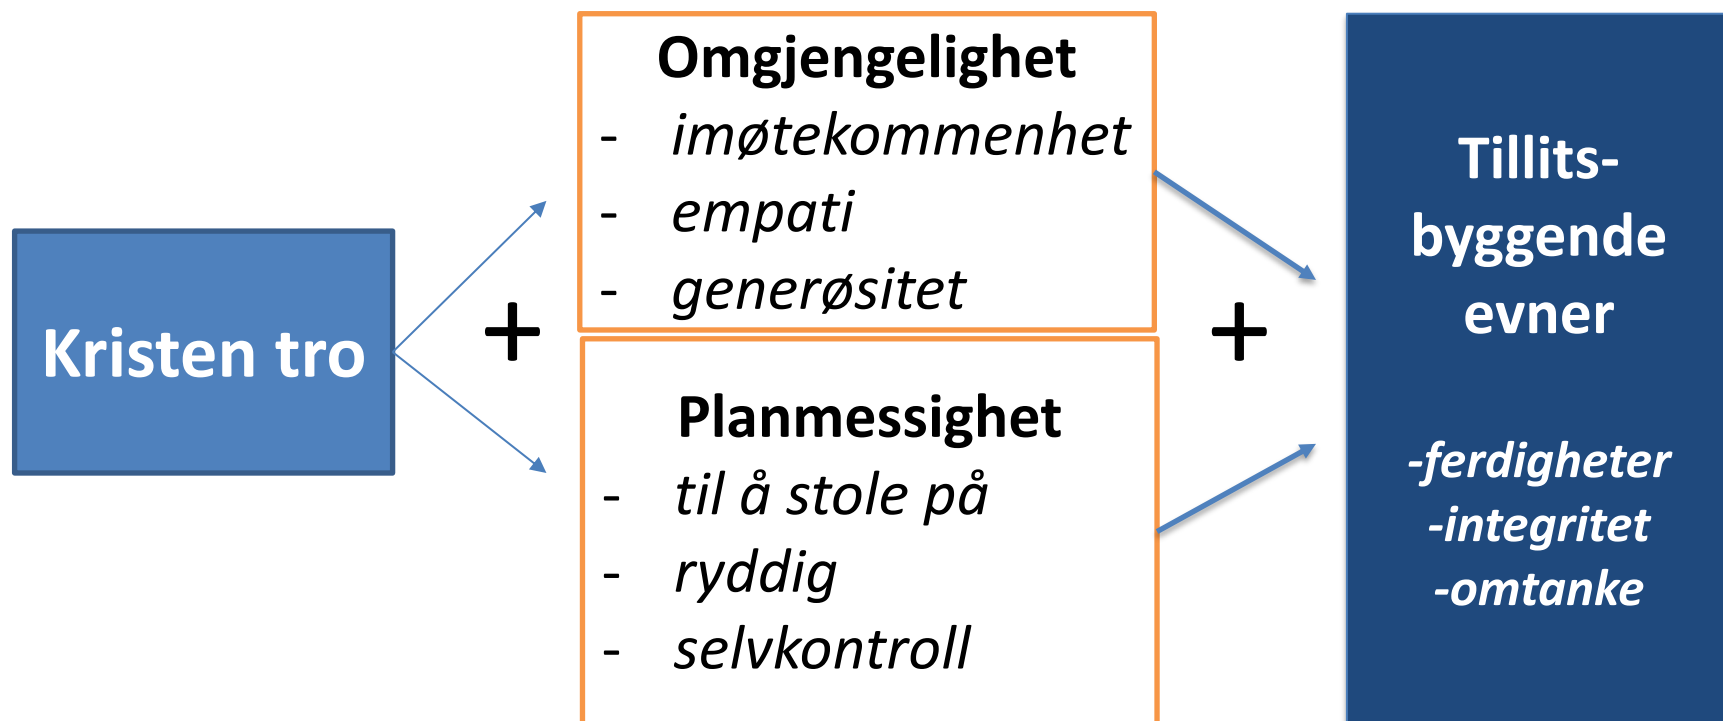 Kristen tro
+
Omgjengelighet
- imøtekommenhet
- empati
- generøsitet
Planmessighet
- til å stole på
- ryddig
- selvkontroll
+
Tillits-
byggende
evner
-ferdigheter
-integritet
-omtanke